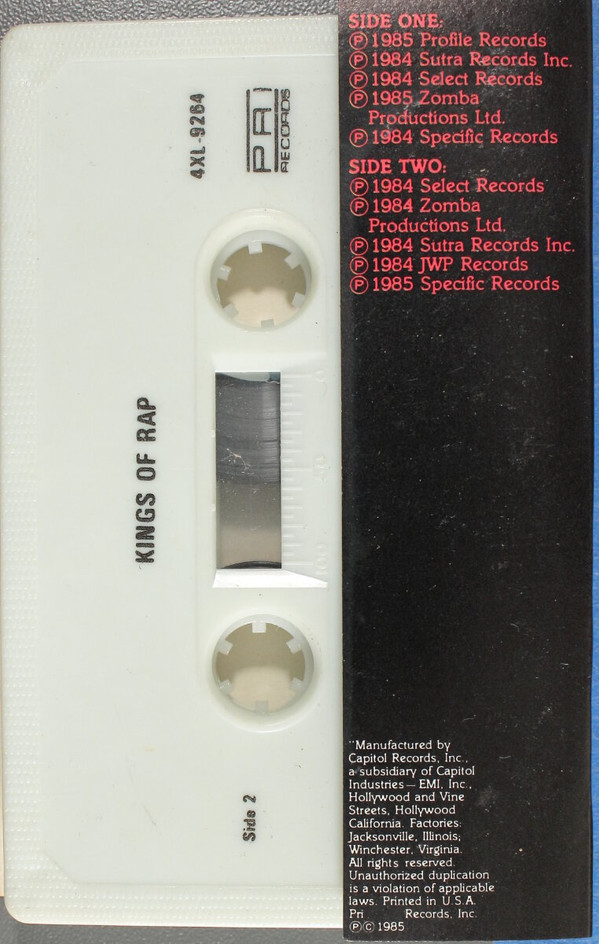 4XL-9264
PRI
RECORDS
KINGS OF RAP
Side 2
SIDE ONE:
Ⓟ 1985 Profile Records
Ⓟ 1984 Sutra Records Inc.
Ⓟ 1984 Select Records
Ⓟ 1985 Zomba
Productions Ltd.
Ⓟ 1984 Specific Records
SIDE TWO:
Ⓟ 1984 Select Records
Ⓟ 1984 Zomba
Productions Ltd.
Ⓟ 1984 Sutra Records Inc.
Ⓟ 1984 JWP Records
Ⓟ 1985 Specific Records
"Manufactured by
Capitol Records, Inc.,
a subsidiary of Capitol
Industries — EMI, Inc.,
Hollywood and Vine
Streets, Hollywood
California. Factories:
Jacksonville, Illinois;
Winchester, Virginia.
All rights reserved.
Unauthorized duplication
is a violation of applicable
laws. Printed in U.S.A.
Pri Records, Inc.
Ⓟ© 1985